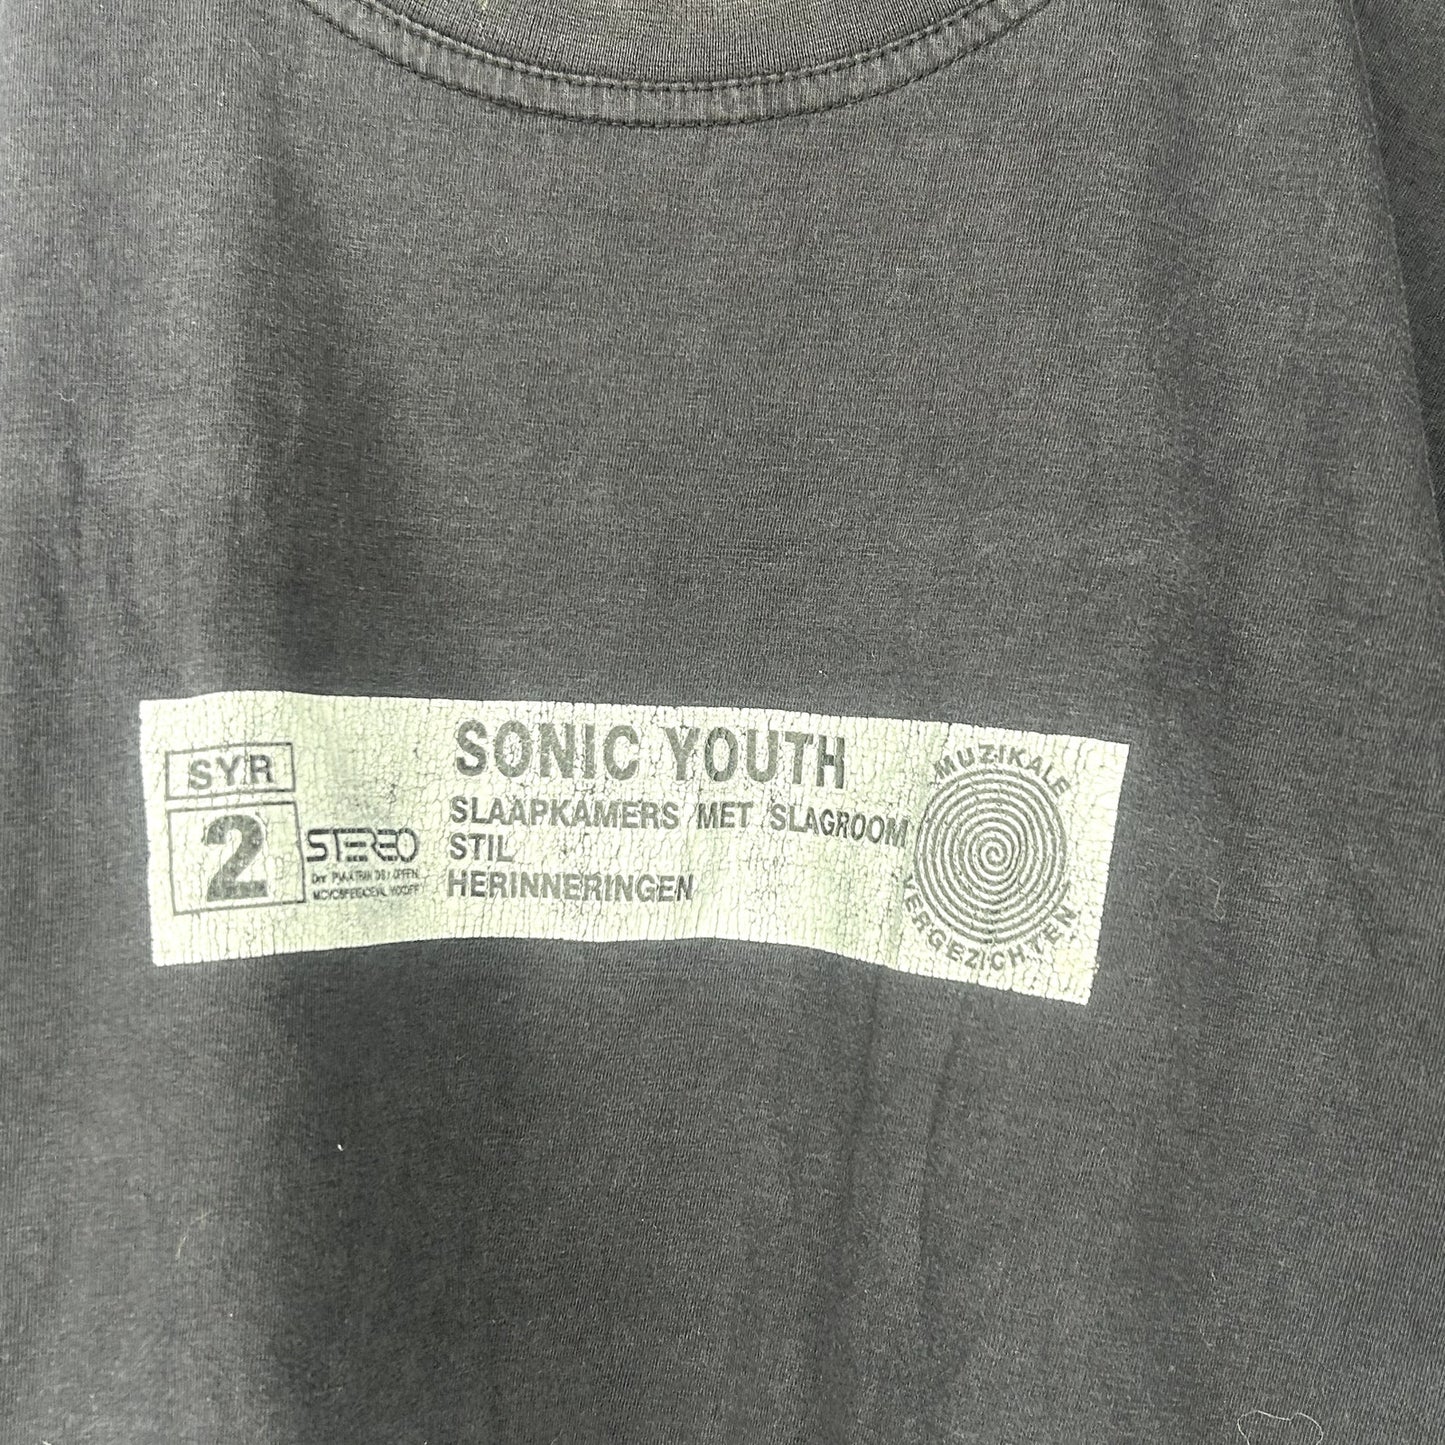 SYR
2
STEREO
SONIC YOUTH
SLAAPKAMERS MET SLAGROOM
STIL
HERINNERINGEN
MUZIKALE
VERGEZICHTEN